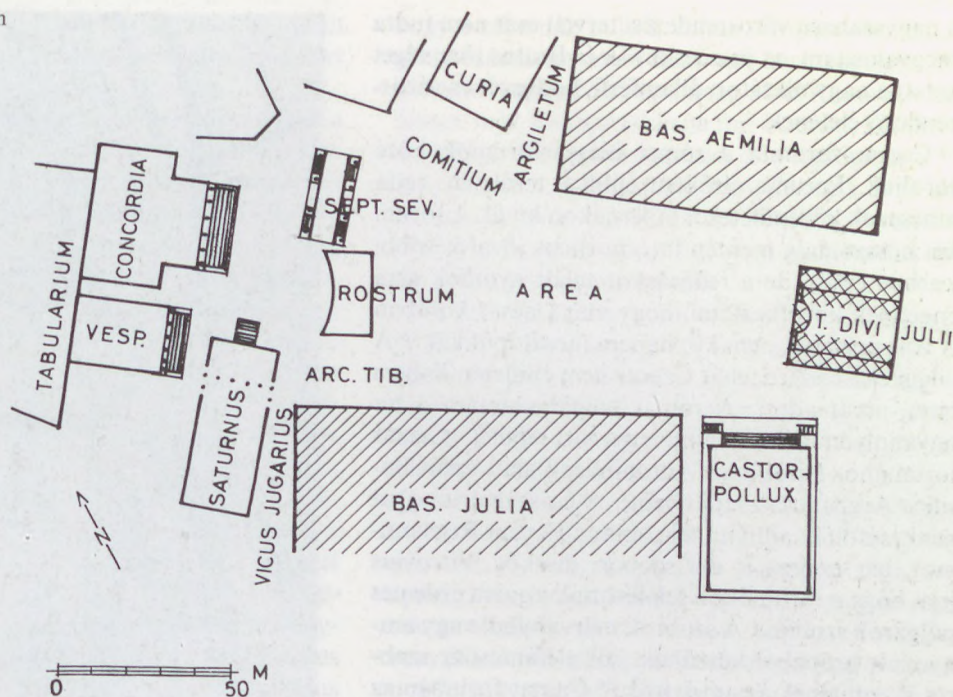 CURIA
ARGILETUM
BAS. AEMILIA
COMITIUM
TABULARIUM
CONCORDIA
SEPT. SEV.
ROSTRUM
AREA
T. DIVI JULII
VESP.
ARC. TIB.
SATURNUS
VICUS JUGARIUS
BAS. JULIA
CASTOR-
POLLUX
N
0 50 M